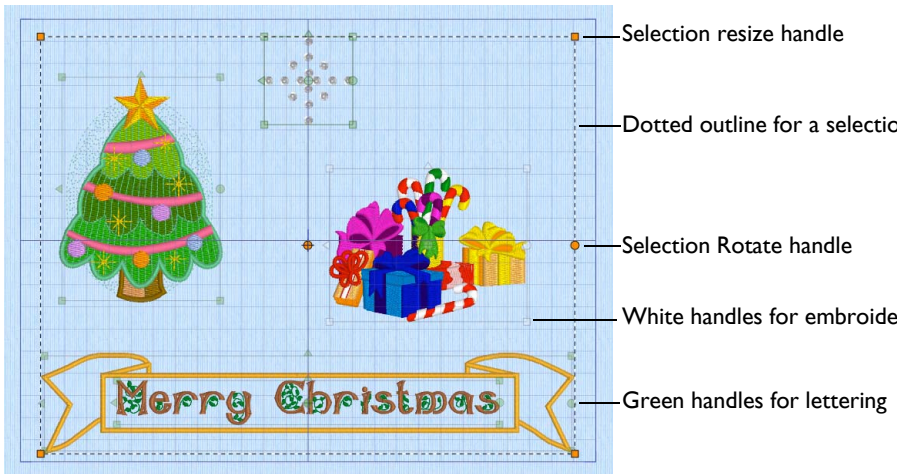 Selection resize handle
Dotted outline for a selectio
Selection Rotate handle
White handles for embroide
Green handles for lettering
Merry Christmas